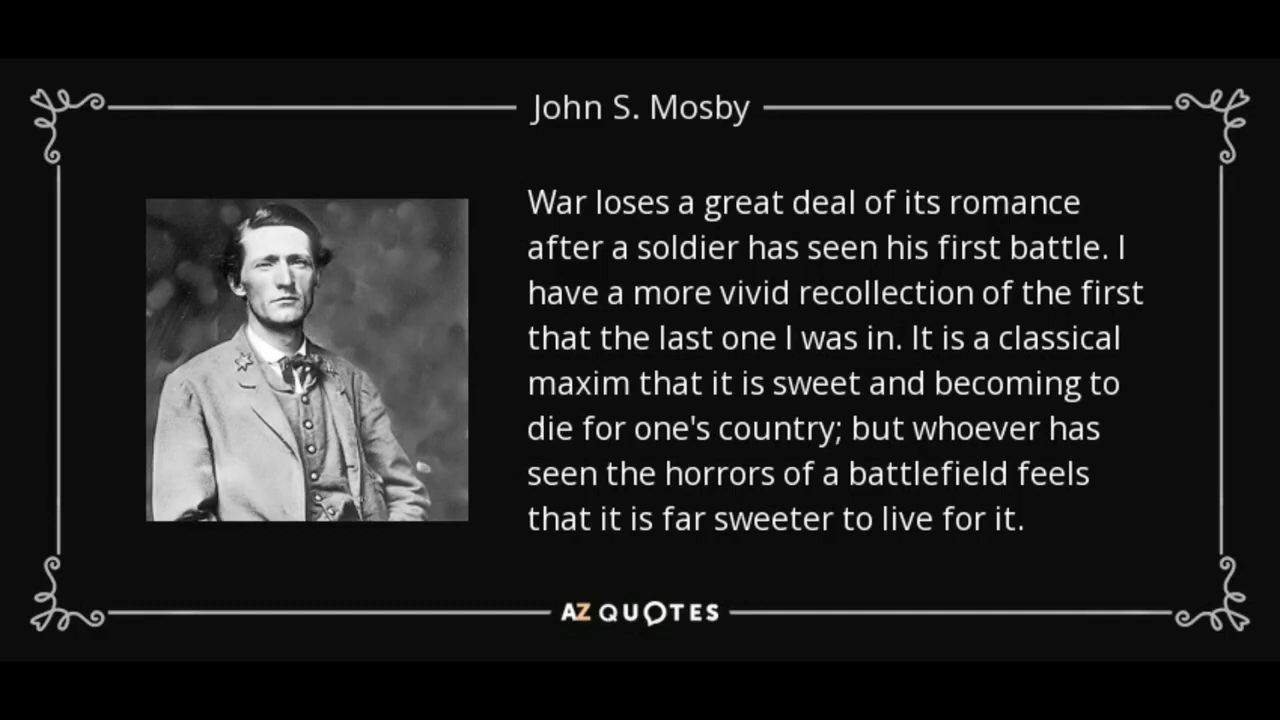 John S. Mosby
War loses a great deal of its romance
after a soldier has seen his first battle. I
have a more vivid recollection of the first
that the last one I was in. It is a classical
maxim that it is sweet and becoming to
die for one's country; but whoever has
seen the horrors of a battlefield feels
that it is far sweeter to live for it.
AZ QUOTES